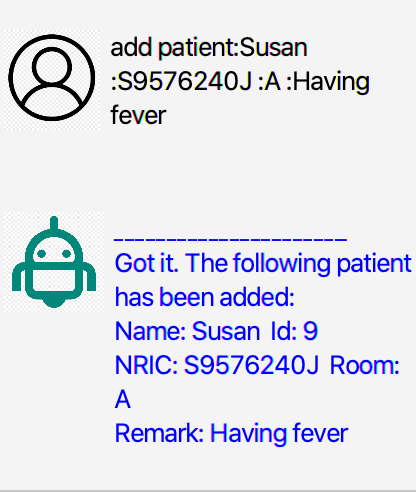 add patient:Susan
:S9576240J :A :Having
fever
_______________________
Got it. The following patient
has been added:
Name: Susan  Id: 9
NRIC: S9576240J  Room:
A
Remark: Having fever